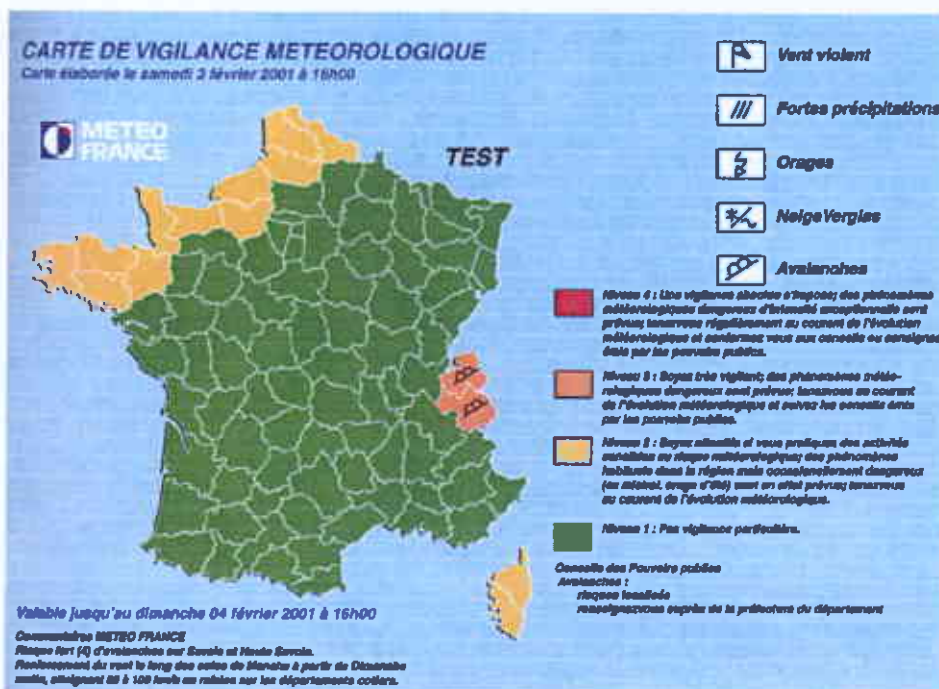 CARTE DE VIGILANCE METEOROLOGIQUE
Carte élaborée le samedi 3 février 2001 à 16h00
METEO
FRANCE
TEST
Vent violent
Fortes précipitations
Orages
Neige/Verglas
Avalanches
Niveau 4 : Une vigilance absolue s'impose; des phénomènes
météorologiques dangereux d'intensité exceptionnelle sont
prévus; tenez-vous régulièrement au courant de l'évolution
météorologique et conformez vous aux conseils ou consignes
émis par les pouvoirs publics.
Niveau 3 : Soyez très vigilant; des phénomènes météo-
rologiques dangereux sont prévus; tenez-vous au courant
de l'évolution météorologique et suivez les conseils émis
par les pouvoirs publics.
Niveau 2 : Soyez attentifs si vous pratiquez des activités
sensibles au risque météorologique; des phénomènes
habituels dans la région mais occasionnellement dangereux
(ex mistral, orage d'été) sont en effet prévus; tenez-vous
au courant de l'évolution météorologique.
Niveau 1 : Pas vigilance particulière.
Conseils des Pouvoirs publics
Avalanches :
risques localisés
renseignez-vous auprès de la préfecture du département
Valable jusqu'au dimanche 04 février 2001 à 16h00
Commentaires METEO FRANCE
Risque fort (4) d'avalanches sur Savoie et Haute Savoie.
Renforcement du vent le long des cotes de Manche à partir de Dimanche
matin, atteignant 80 à 100 km/h en rafales sur les départements cotiers.